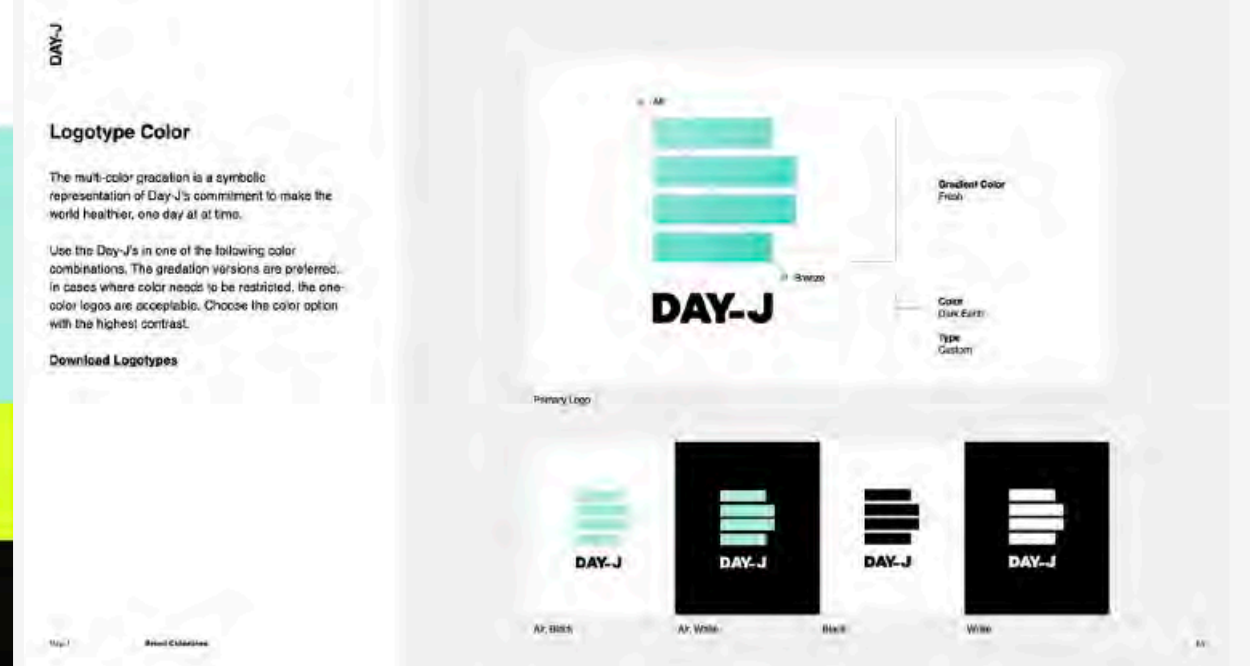 DAY-J
Logotype Color
The multi-color gradation is a symbolic
representation of Day-J's commitment to make the
world healthier, one day at at time.
Use the Day-J's in one of the following color
combinations. The gradation versions are preferred.
In cases where color needs to be restricted, the one-
color logos are acceptable. Choose the color option
with the highest contrast.
Download Logotypes
Day-J
Brand Guidelines
Air
Gradient Color
Fresh
Breeze
DAY-J
Color
Dark Earth
Type
Custom
Primary Logo
DAY-J
DAY-J
DAY-J
DAY-J
Air, Black
Air, White
Black
White